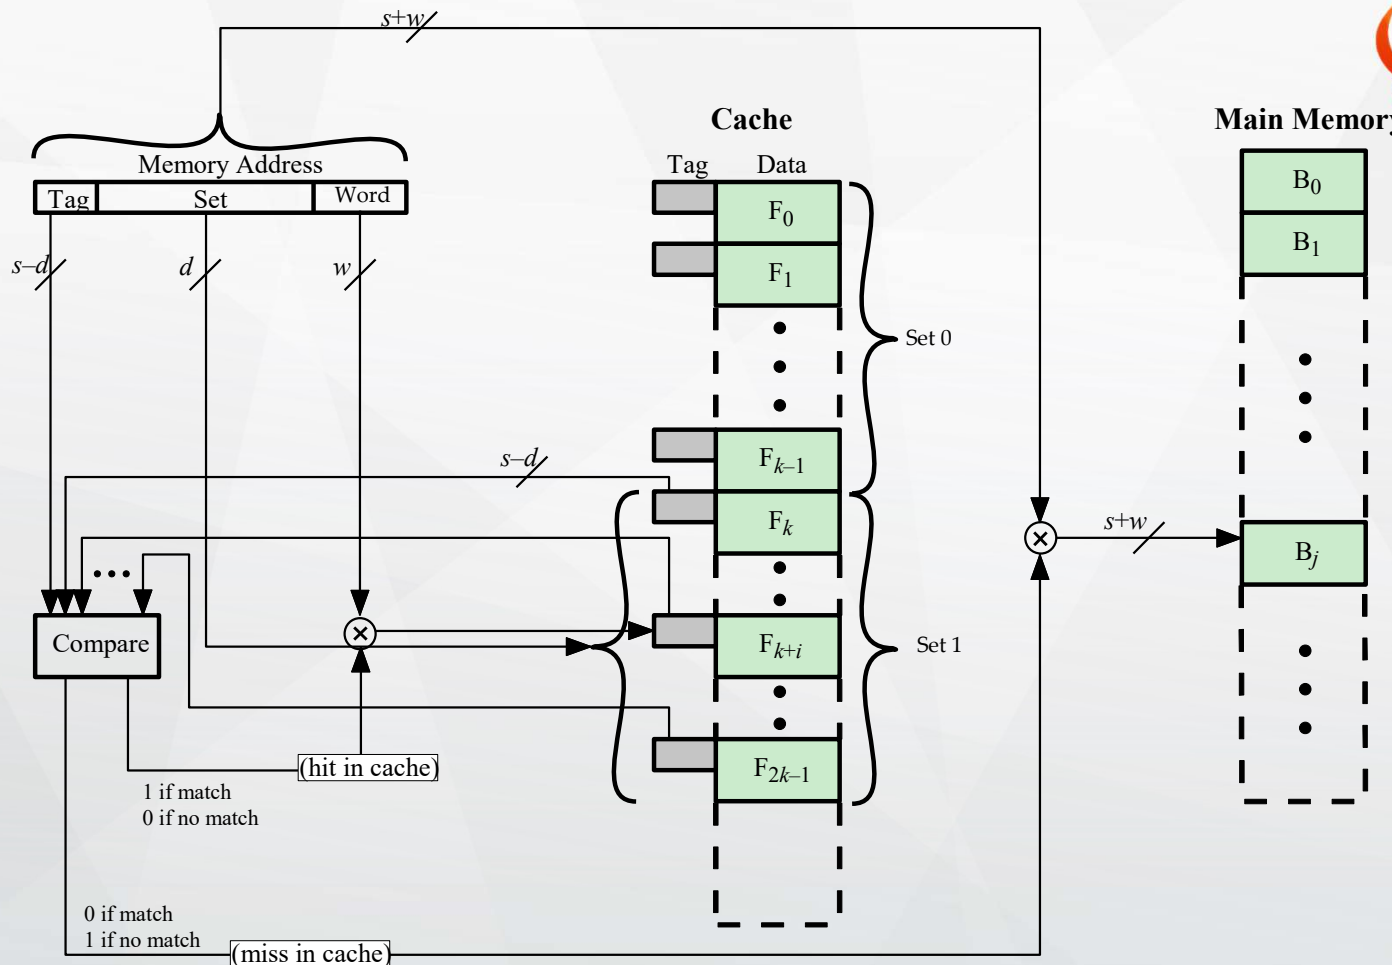 s+w
Cache
Main Memory
Memory Address
Tag Data
Tag Set Word
B0
F0
B1
s–d d w
F1
Set 0
Fk–1
s–d
Fk
s+w
Bj
Compare
Fk+i
Set 1
F2k–1
(hit in cache)
1 if match
0 if no match
0 if match
1 if no match
(miss in cache)